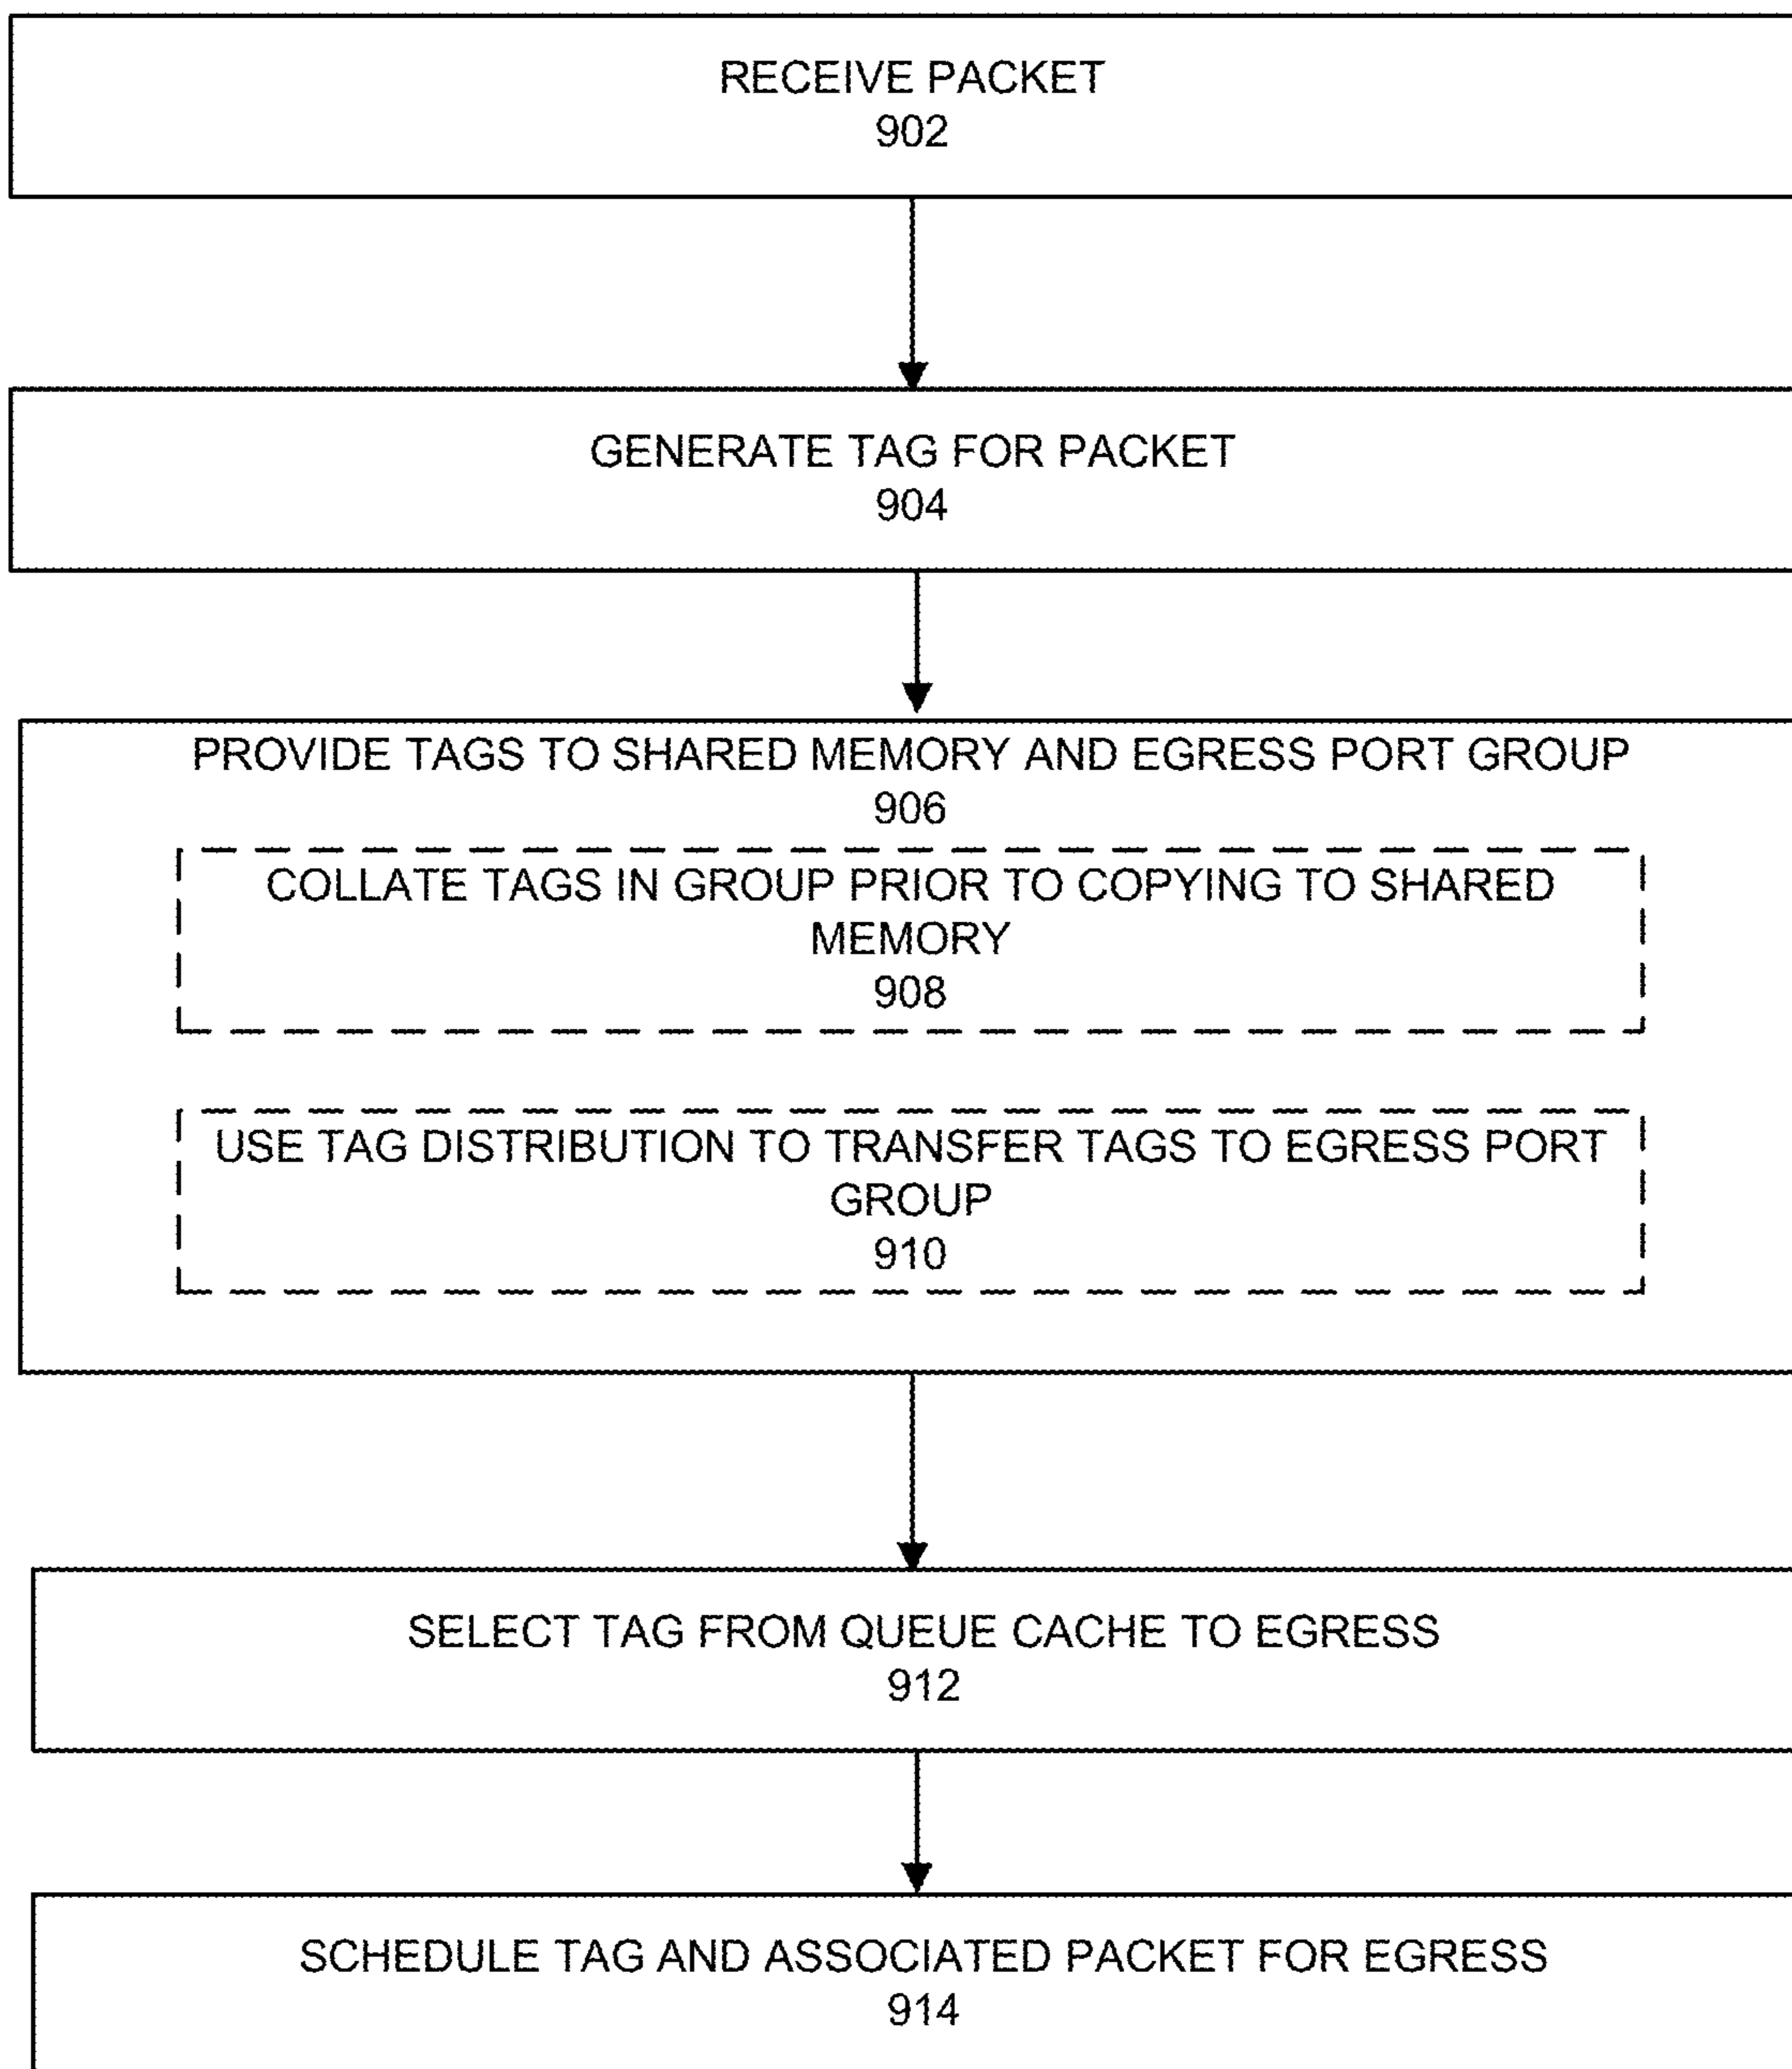 RECEIVE PACKET
902
GENERATE TAG FOR PACKET
904
PROVIDE TAGS TO SHARED MEMORY AND EGRESS PORT GROUP
906
COLLATE TAGS IN GROUP PRIOR TO COPYING TO SHARED
MEMORY
908
USE TAG DISTRIBUTION TO TRANSFER TAGS TO EGRESS PORT
GROUP
910
SELECT TAG FROM QUEUE CACHE TO EGRESS
912
SCHEDULE TAG AND ASSOCIATED PACKET FOR EGRESS
914